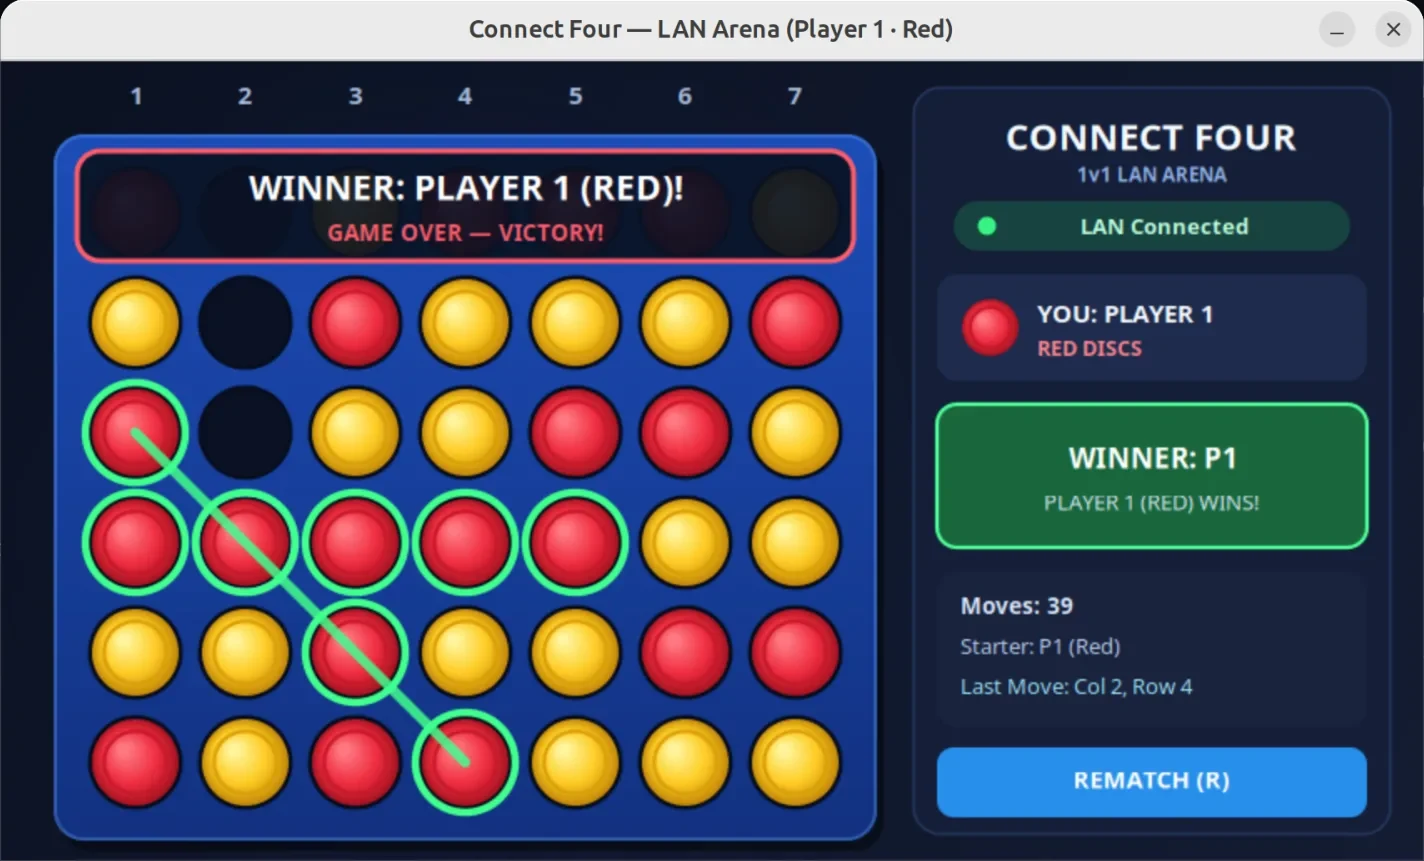 Connect Four — LAN Arena (Player 1 · Red)
1 2 3 4 5 6 7
WINNER: PLAYER 1 (RED)!
GAME OVER — VICTORY!
CONNECT FOUR
1v1 LAN ARENA
LAN Connected
YOU: PLAYER 1
RED DISCS
WINNER: P1
PLAYER 1 (RED) WINS!
Moves: 39
Starter: P1 (Red)
Last Move: Col 2, Row 4
REMATCH (R)